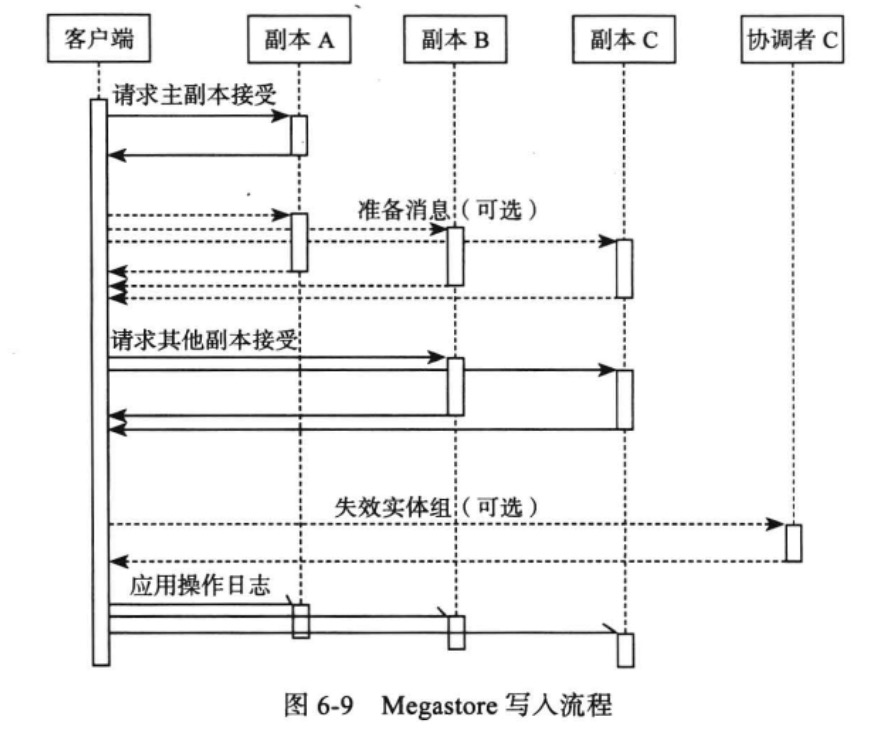 客户端
副本 A
副本 B
副本 C
协调者 C
请求主副本接受
准备消息（可选）
请求其他副本接受
失效实体组（可选）
应用操作日志
图 6-9 Megastore 写入流程